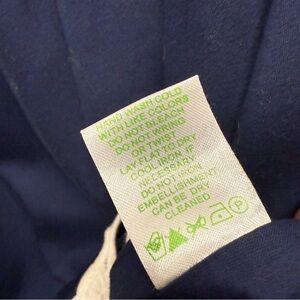 HAND WASH COLD
WITH LIKE COLORS
DO NOT BLEACH
DO NOT WRING
OR TWIST
LAY FLAT TO DRY
COOL IRON IF
NECESSARY
DO NOT IRON
EMBELLISHMENT
CAN BE DRY
CLEANED
P